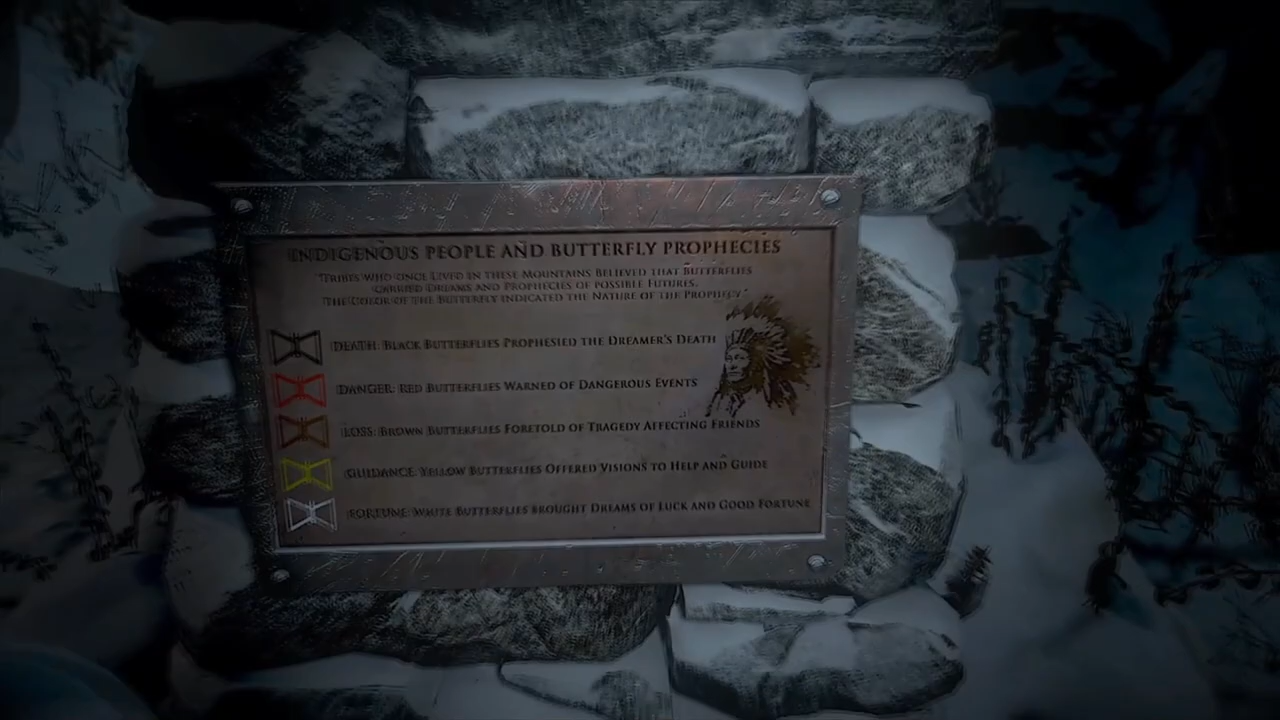 INDIGENOUS PEOPLE AND BUTTERFLY PROPHECIES
"TRIBES WHO ONCE LIVED IN THESE MOUNTAINS BELIEVED THAT BUTTERFLIES
CARRIED DREAMS AND PROPHECIES OF POSSIBLE FUTURES.
THE COLOR OF THE BUTTERFLY INDICATED THE NATURE OF THE PROPHECY."
DEATH: BLACK BUTTERFLIES PROPHESIED THE DREAMER'S DEATH
DANGER: RED BUTTERFLIES WARNED OF DANGEROUS EVENTS
LOSS: BROWN BUTTERFLIES FORETOLD OF TRAGEDY AFFECTING FRIENDS
GUIDANCE: YELLOW BUTTERFLIES OFFERED VISIONS TO HELP AND GUIDE
FORTUNE: WHITE BUTTERFLIES BROUGHT DREAMS OF LUCK AND GOOD FORTUNE